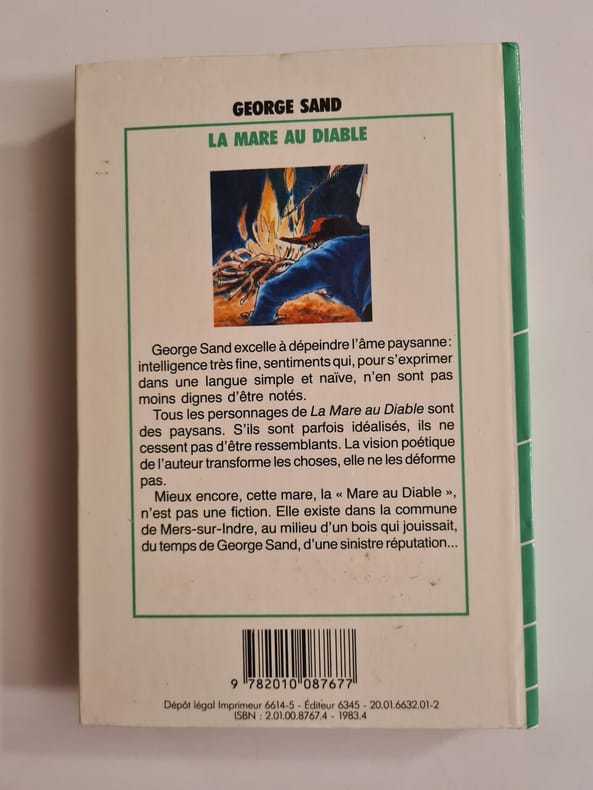 GEORGE SAND
LA MARE AU DIABLE
George Sand excelle à dépeindre l'âme paysanne:
intelligence très fine, sentiments qui, pour s'exprimer
dans une langue simple et naïve, n'en sont pas
moins dignes d'être notés.
Tous les personnages de La Mare au Diable sont
des paysans. S'ils sont parfois idéalisés, ils ne
cessent pas d'être ressemblants. La vision poétique
de l'auteur transforme les choses, elle ne les déforme
pas.
Mieux encore, cette mare, la « Mare au Diable »,
n'est pas une fiction. Elle existe dans la commune
de Mers-sur-Indre, au milieu d'un bois qui jouissait,
du temps de George Sand, d'une sinistre réputation...
9 782010 087677
Dépôt légal Imprimeur 6614-5 - Éditeur 6345 - 20.01.6632.01-2
ISBN : 2.01.00.8767.4 - 1983.4